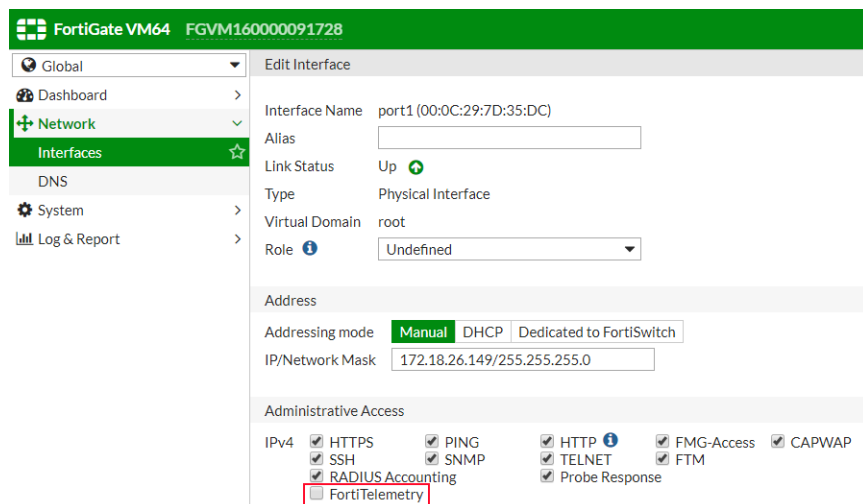 FortiGate VM64 FGVM160000091728
Global
Dashboard
Network
Interfaces
DNS
System
Log & Report
Edit Interface
Interface Name port1 (00:0C:29:7D:35:DC)
Alias
Link Status Up
Type Physical Interface
Virtual Domain root
Role Undefined
Address
Addressing mode Manual DHCP Dedicated to FortiSwitch
IP/Network Mask 172.18.26.149/255.255.255.0
Administrative Access
IPv4 HTTPS PING HTTP FMG-Access CAPWAP
SSH SNMP TELNET FTM
RADIUS Accounting Probe Response
FortiTelemetry